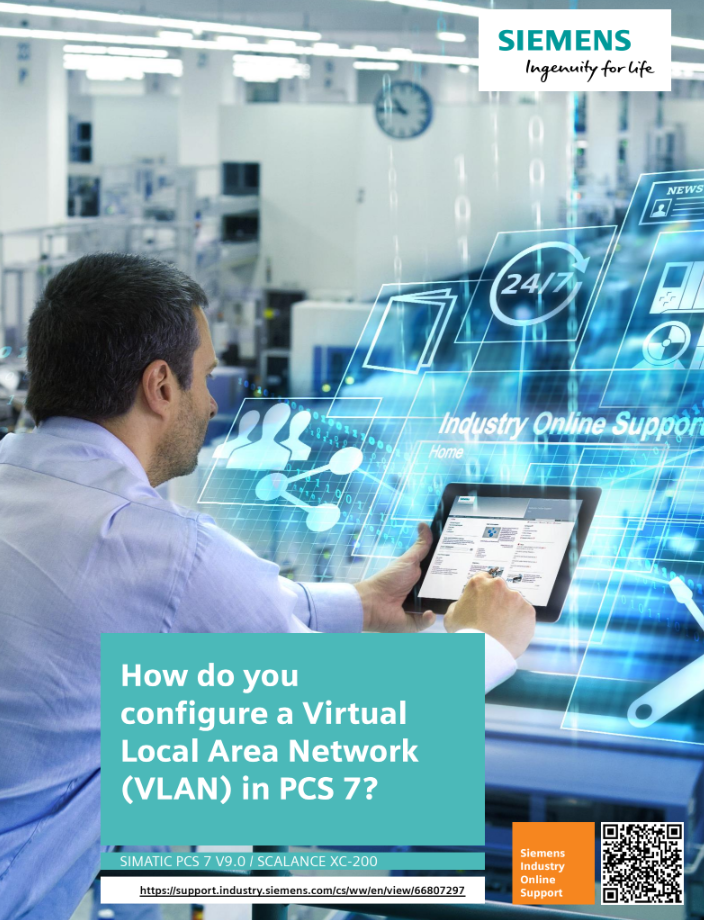 SIEMENS
Ingenuity for life
NEWS
24/7
Industry Online Support
Home
How do you
configure a Virtual
Local Area Network
(VLAN) in PCS 7?
SIMATIC PCS 7 V9.0 / SCALANCE XC-200
https://support.industry.siemens.com/cs/ww/en/view/66807297
Siemens
Industry
Online
Support